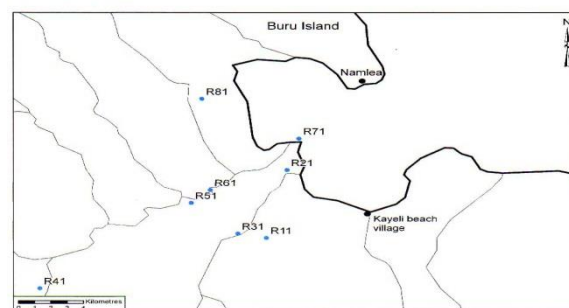 Buru Island
N
Namlea
R81
R71
R21
R61
R51
Kayeli beach
village
R31
R11
R41
Kilometres